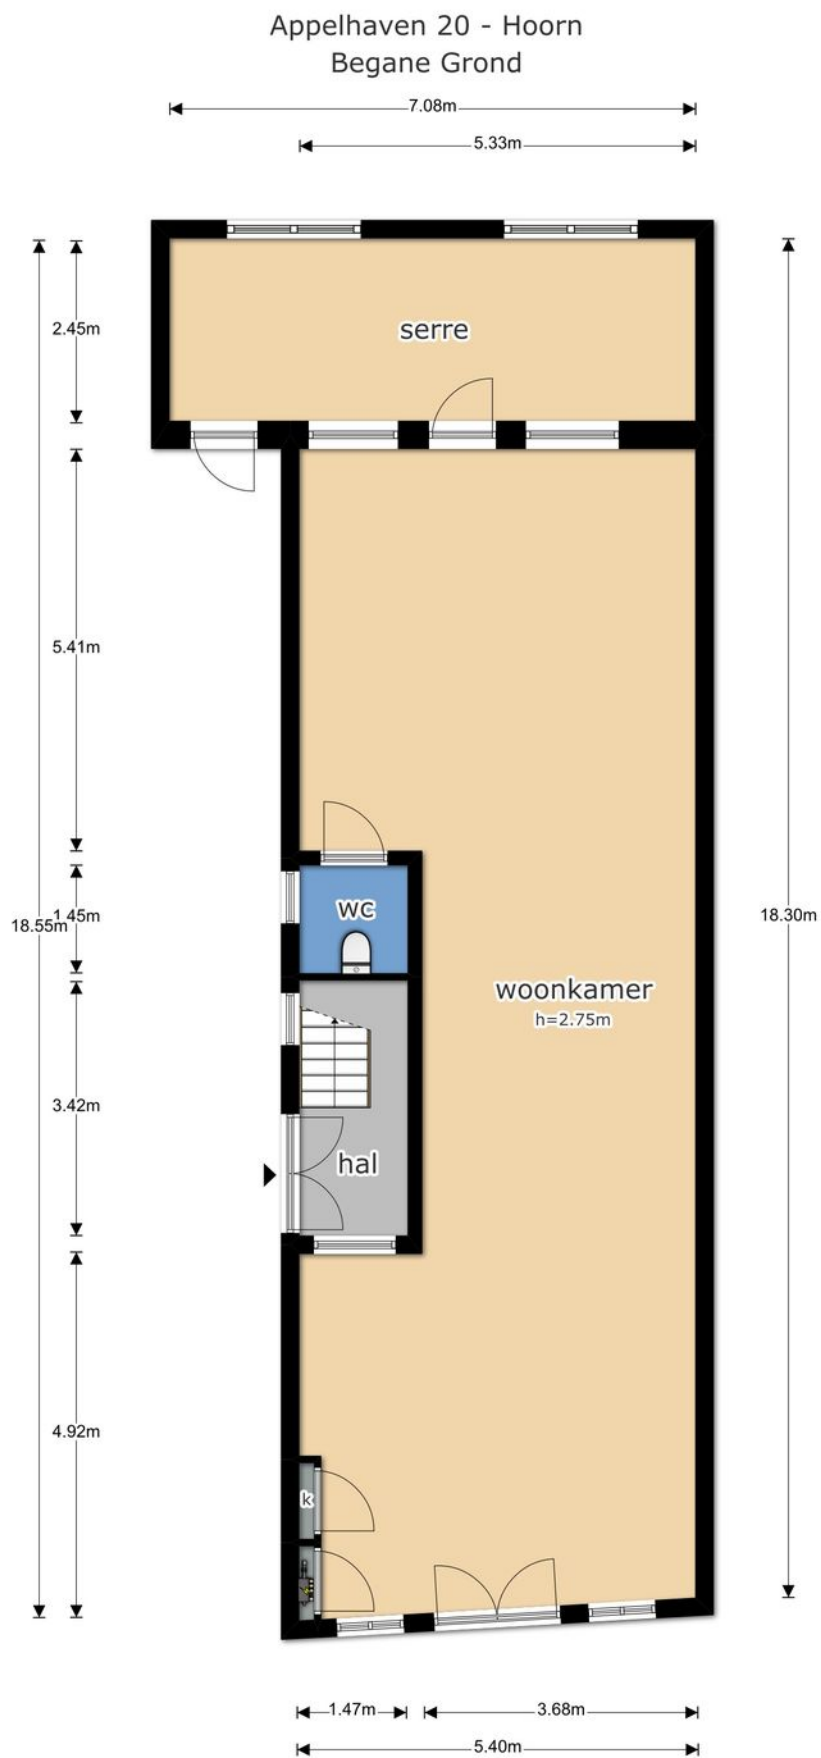 Appelhaven 20 - Hoorn
Begane Grond
7.08m
5.33m
serre
2.45m
5.41m
wc
1.45m
18.55m
18.30m
woonkamer
h=2.75m
3.42m
hal
4.92m
k
1.47m
3.68m
5.40m